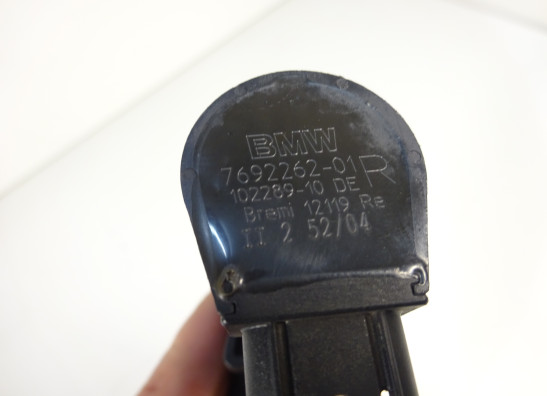 BMW
7692262-01 R
102289-10 DE
Bremi 12119 Re
II 2 52/04